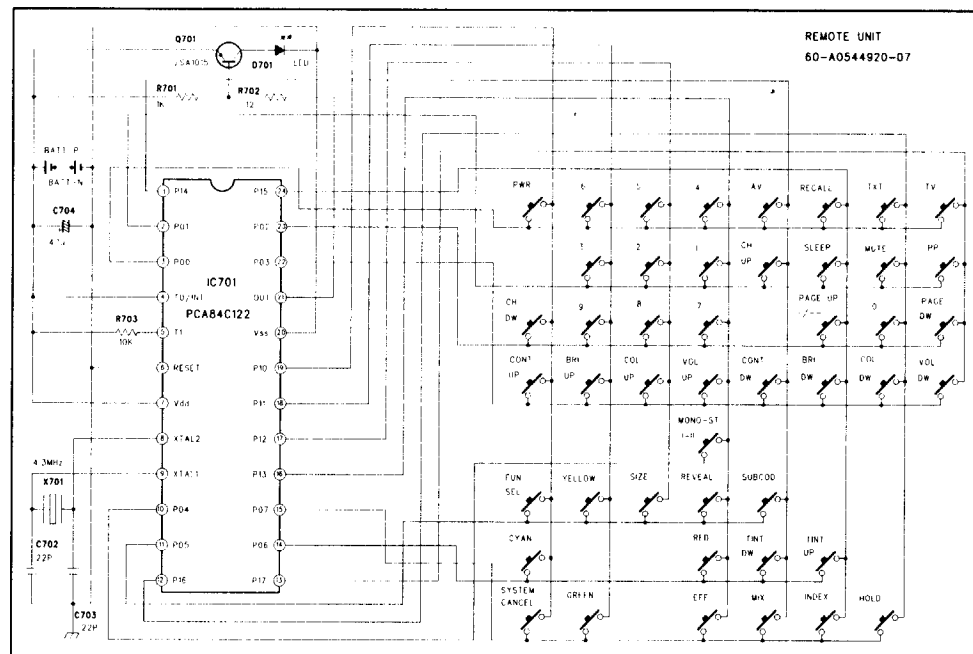 REMOTE UNIT
60-A0544920-07
Q701
2SA1015
D701
LED
R701
1K
R702
12
BATT-P
BATT-N
C704
IC701
PCA84C122
1 P14
2 P01
3 P00
4 TO/INT
5 T1
6 RESET
7 Vdd
8 XTAL2
9 XTAL1
10 P04
11 P05
12 P16
P15 24
P02 23
P03 22
OUT 21
Vss 20
P10 19
P11 18
P12 17
P13 16
P07 15
P06 14
P17 13
R703
10K
4.3MHz
X701
C702
22P
C703
22P
PWR 6 5 4 AV RECALL TXT TV
3 2 1 CH UP SLEEP MUTE PP
CH DW 9 8 7 PAGE UP 0 PAGE DW
-/--
CONT UP BRI UP COL UP VOL UP CONT DW BRI DW COL DW VOL DW
MONO-ST
I-II
FUN SEL YELLOW SIZE REVEAL SUBCOD
CYAN RED TINT DW TINT UP
SYSTEM CANCEL GREEN EFF MIX INDEX HOLD